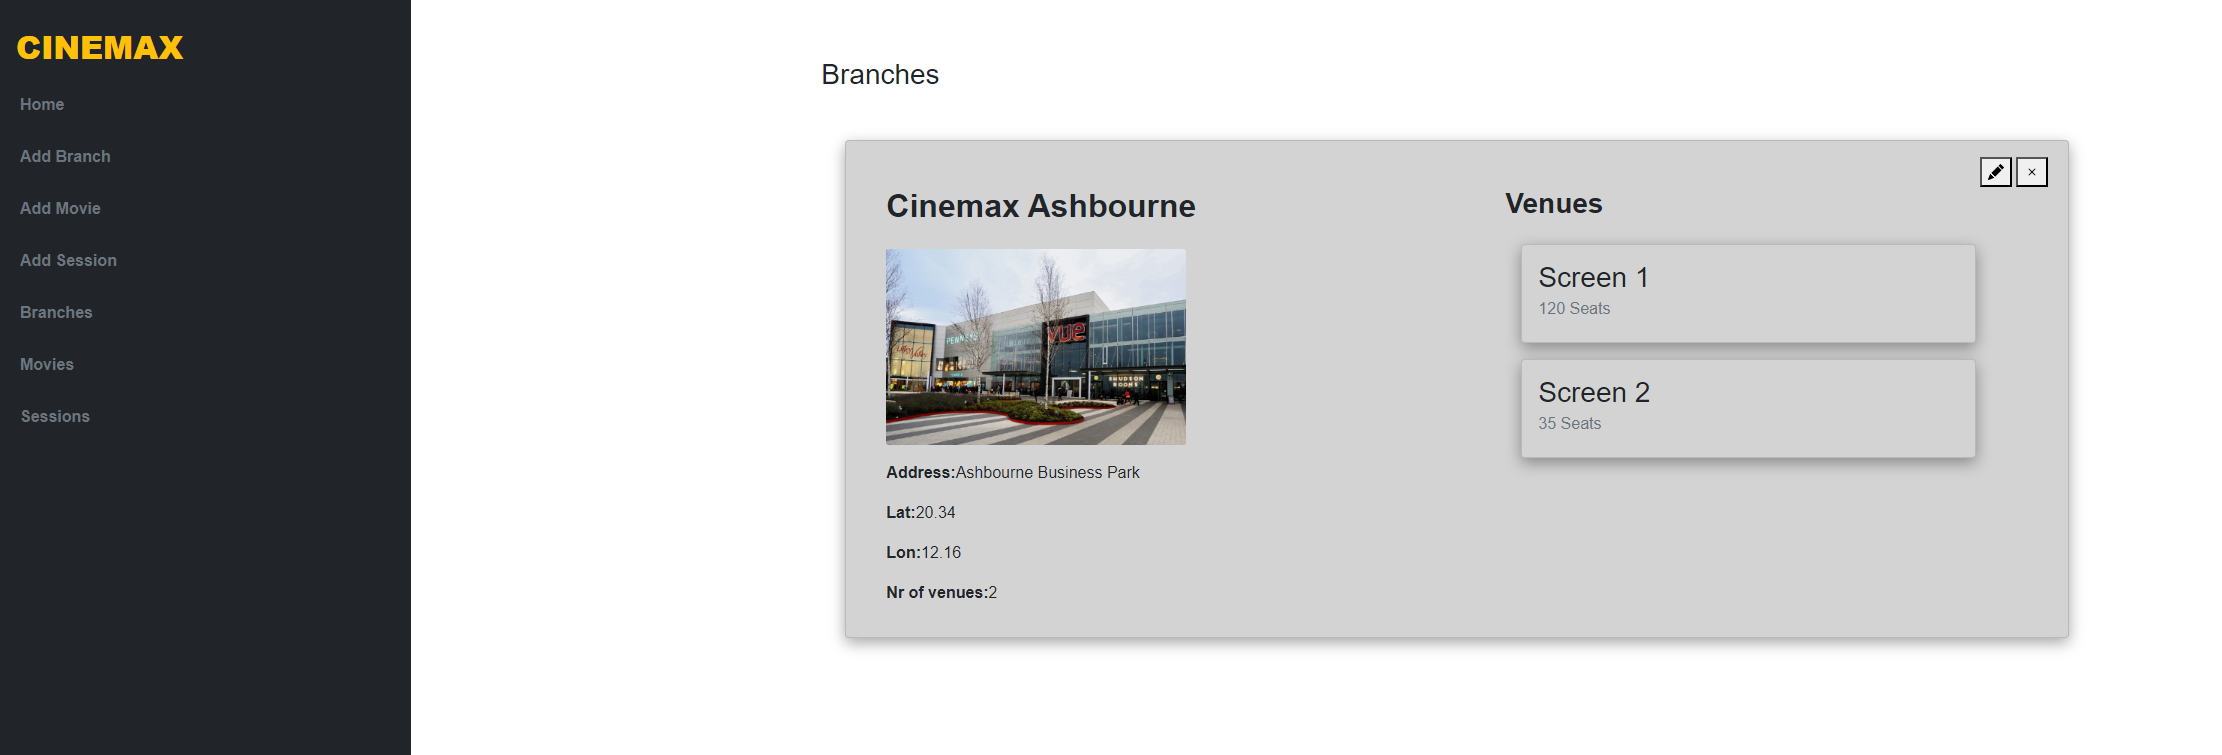 CINEMAX
Home
Add Branch
Add Movie
Add Session
Branches
Movies
Sessions
Branches
Cinemax Ashbourne
PENNEYS
vue
Address:Ashbourne Business Park
Lat:20.34
Lon:12.16
Nr of venues:2
Venues
Screen 1
120 Seats
Screen 2
35 Seats